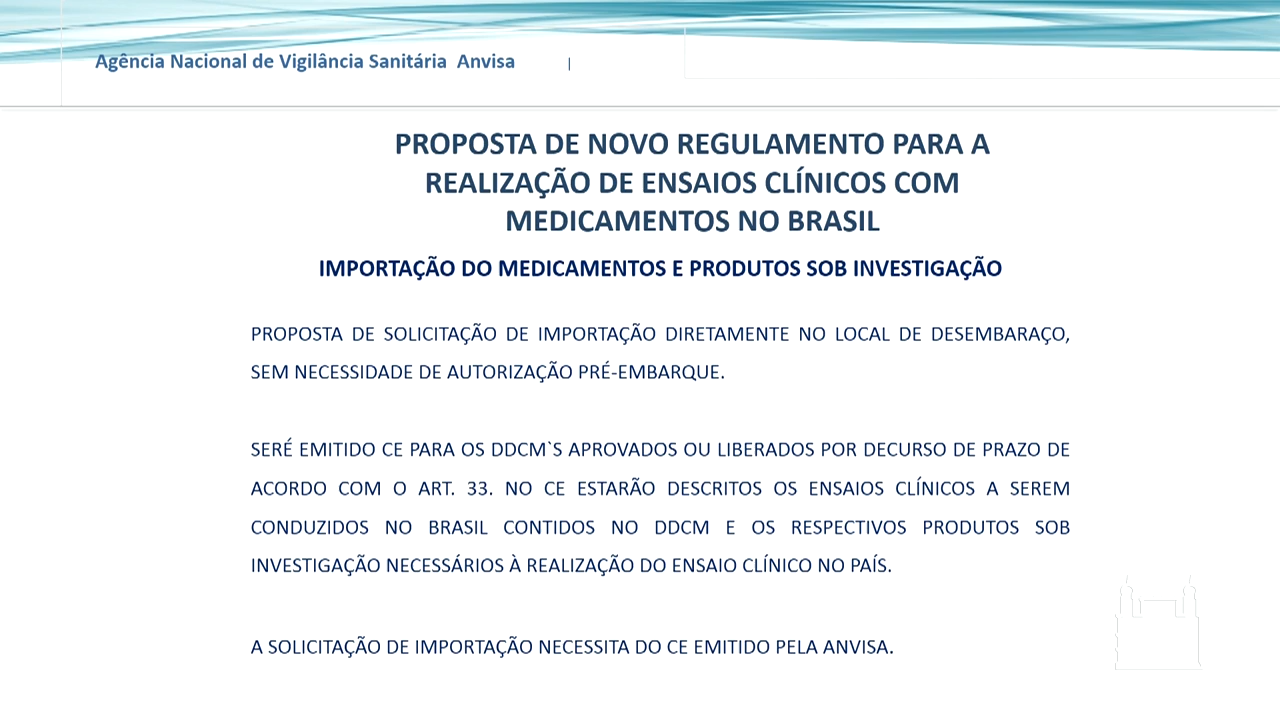 Agência Nacional de Vigilância Sanitária Anvisa |
PROPOSTA DE NOVO REGULAMENTO PARA A
REALIZAÇÃO DE ENSAIOS CLÍNICOS COM
MEDICAMENTOS NO BRASIL
IMPORTAÇÃO DO MEDICAMENTOS E PRODUTOS SOB INVESTIGAÇÃO
PROPOSTA DE SOLICITAÇÃO DE IMPORTAÇÃO DIRETAMENTE NO LOCAL DE DESEMBARAÇO,
SEM NECESSIDADE DE AUTORIZAÇÃO PRÉ-EMBARQUE.
SERÉ EMITIDO CE PARA OS DDCM`S APROVADOS OU LIBERADOS POR DECURSO DE PRAZO DE
ACORDO COM O ART. 33. NO CE ESTARÃO DESCRITOS OS ENSAIOS CLÍNICOS A SEREM
CONDUZIDOS NO BRASIL CONTIDOS NO DDCM E OS RESPECTIVOS PRODUTOS SOB
INVESTIGAÇÃO NECESSÁRIOS À REALIZAÇÃO DO ENSAIO CLÍNICO NO PAÍS.
A SOLICITAÇÃO DE IMPORTAÇÃO NECESSITA DO CE EMITIDO PELA ANVISA.